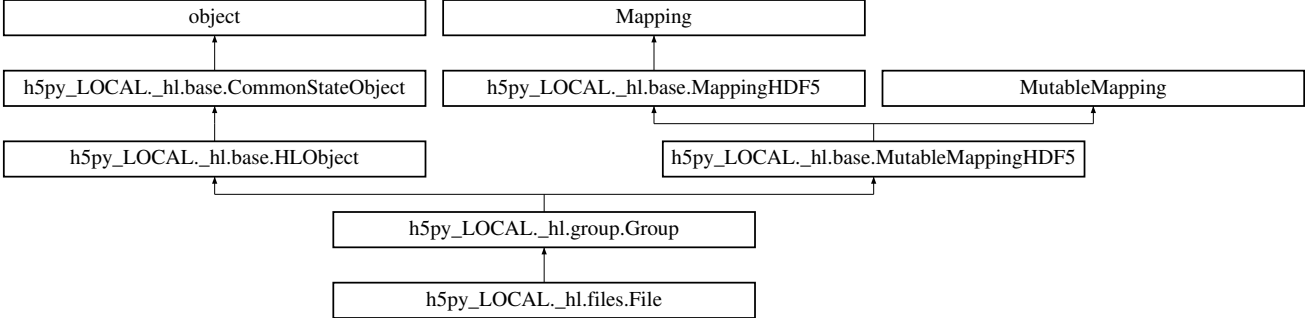 object
Mapping
h5py_LOCAL._hl.base.CommonStateObject
h5py_LOCAL._hl.base.MappingHDF5
MutableMapping
h5py_LOCAL._hl.base.HLObject
h5py_LOCAL._hl.base.MutableMappingHDF5
h5py_LOCAL._hl.group.Group
h5py_LOCAL._hl.files.File